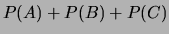 P(A) + P(B) + P(C)